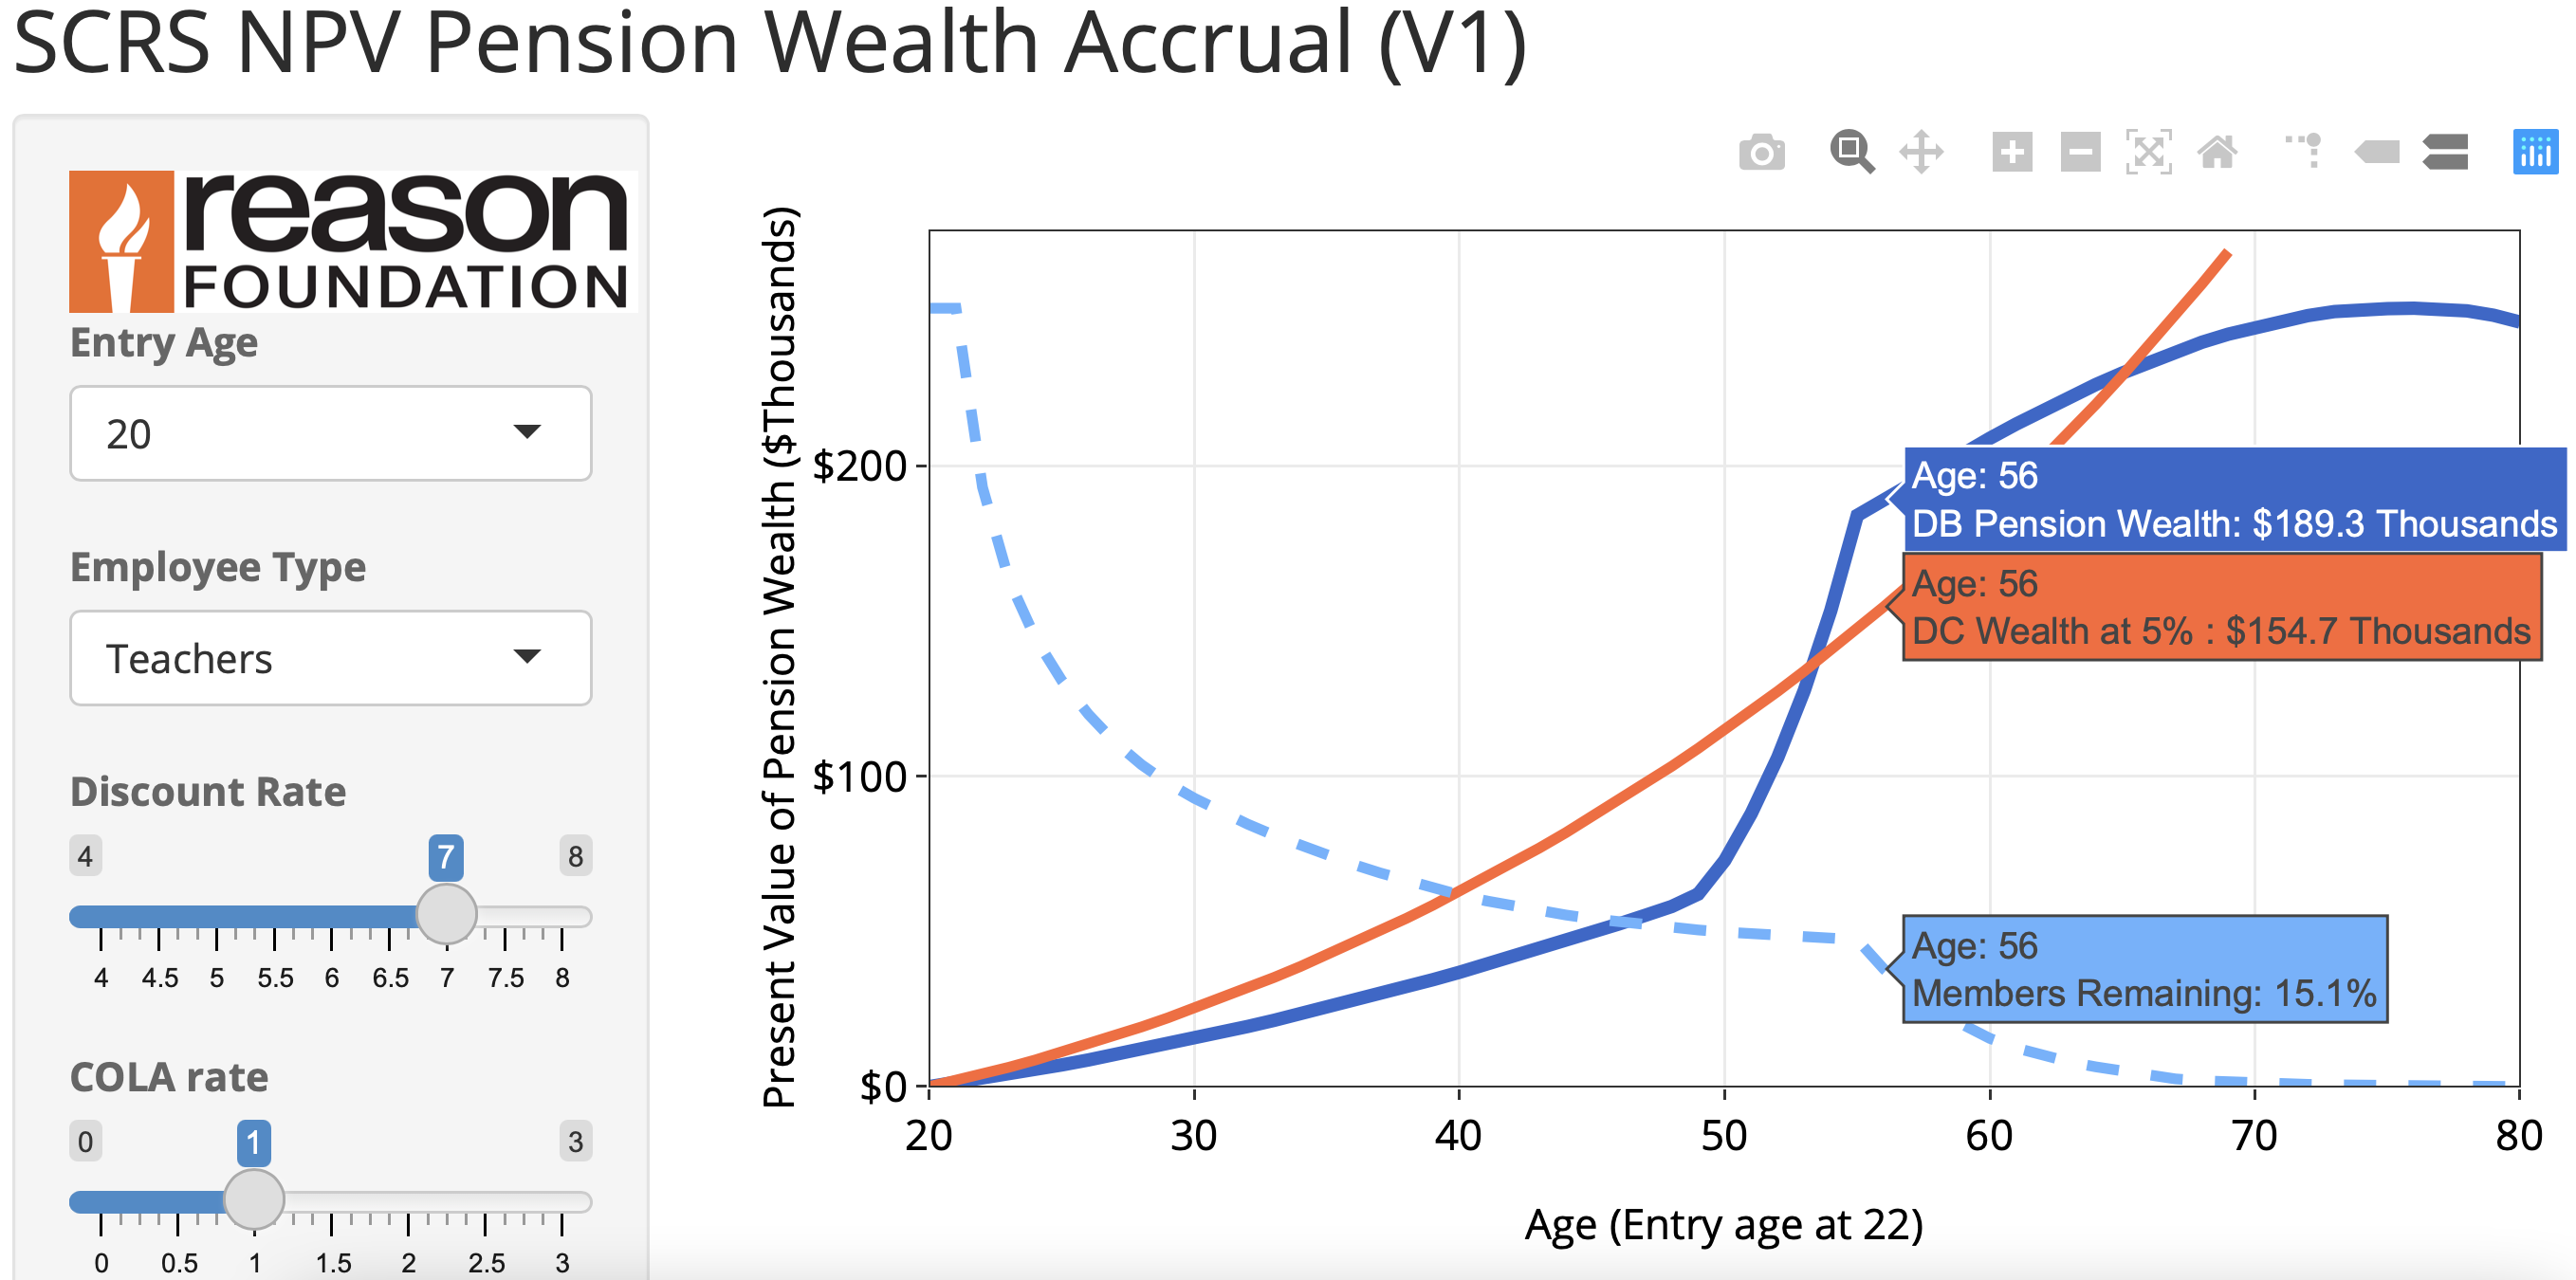 SCRS NPV Pension Wealth Accrual (V1)
reason
FOUNDATION
Entry Age
20
Employee Type
Teachers
Discount Rate
4
7
8
4 4.5 5 5.5 6 6.5 7 7.5 8
COLA rate
0
1
3
0 0.5 1 1.5 2 2.5 3
Present Value of Pension Wealth ($Thousands)
$200
$100
$0
Age: 56
DB Pension Wealth: $189.3 Thousands
Age: 56
DC Wealth at 5% : $154.7 Thousands
Age: 56
Members Remaining: 15.1%
20 30 40 50 60 70 80
Age (Entry age at 22)